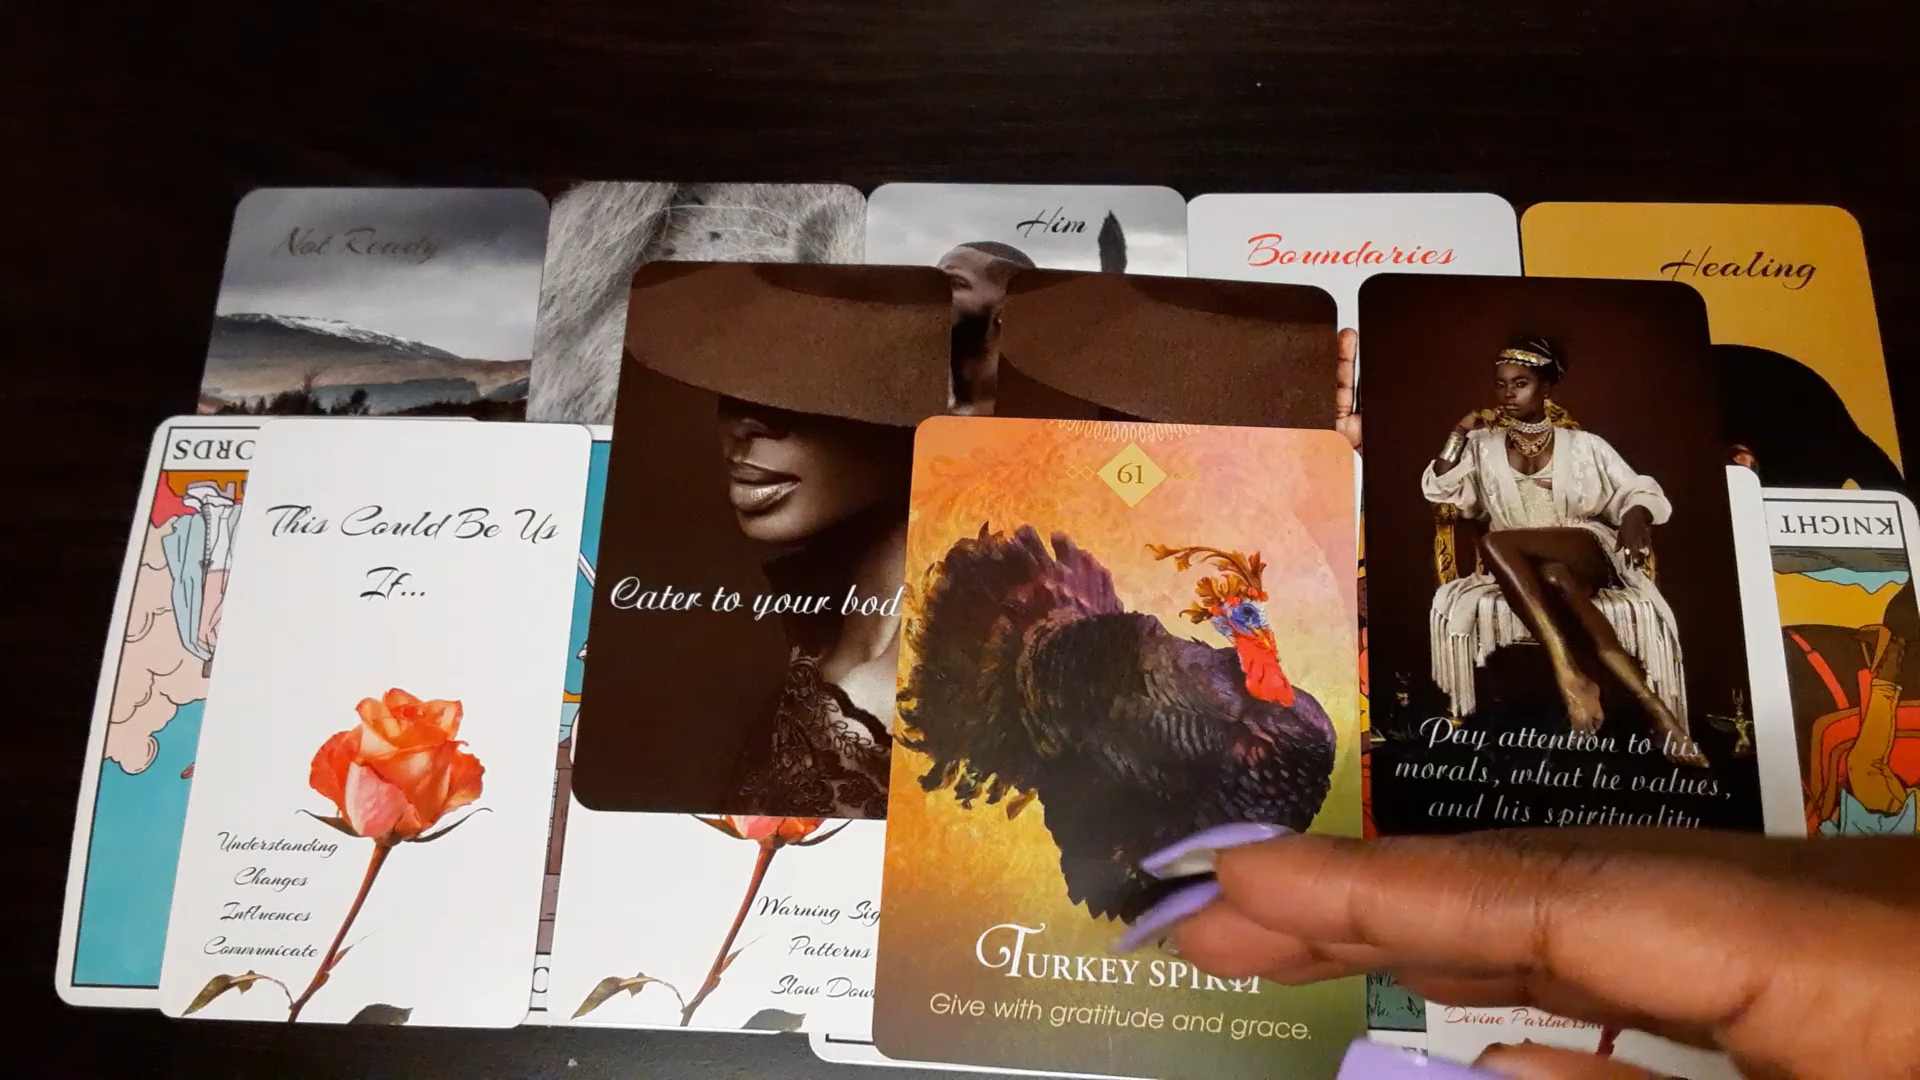 Not Ready
Him
Boundaries
Healing
KNIGHT
This Could Be Us
If...
61
Cater to your bod
Pay attention to his
morals, what he values,
and his spirituality
Understanding
Changes
Influences
Communicate
Warning Sig
Patterns
Slow Dow
TURKEY SPIRIT
Give with gratitude and grace.
Divine Partnership